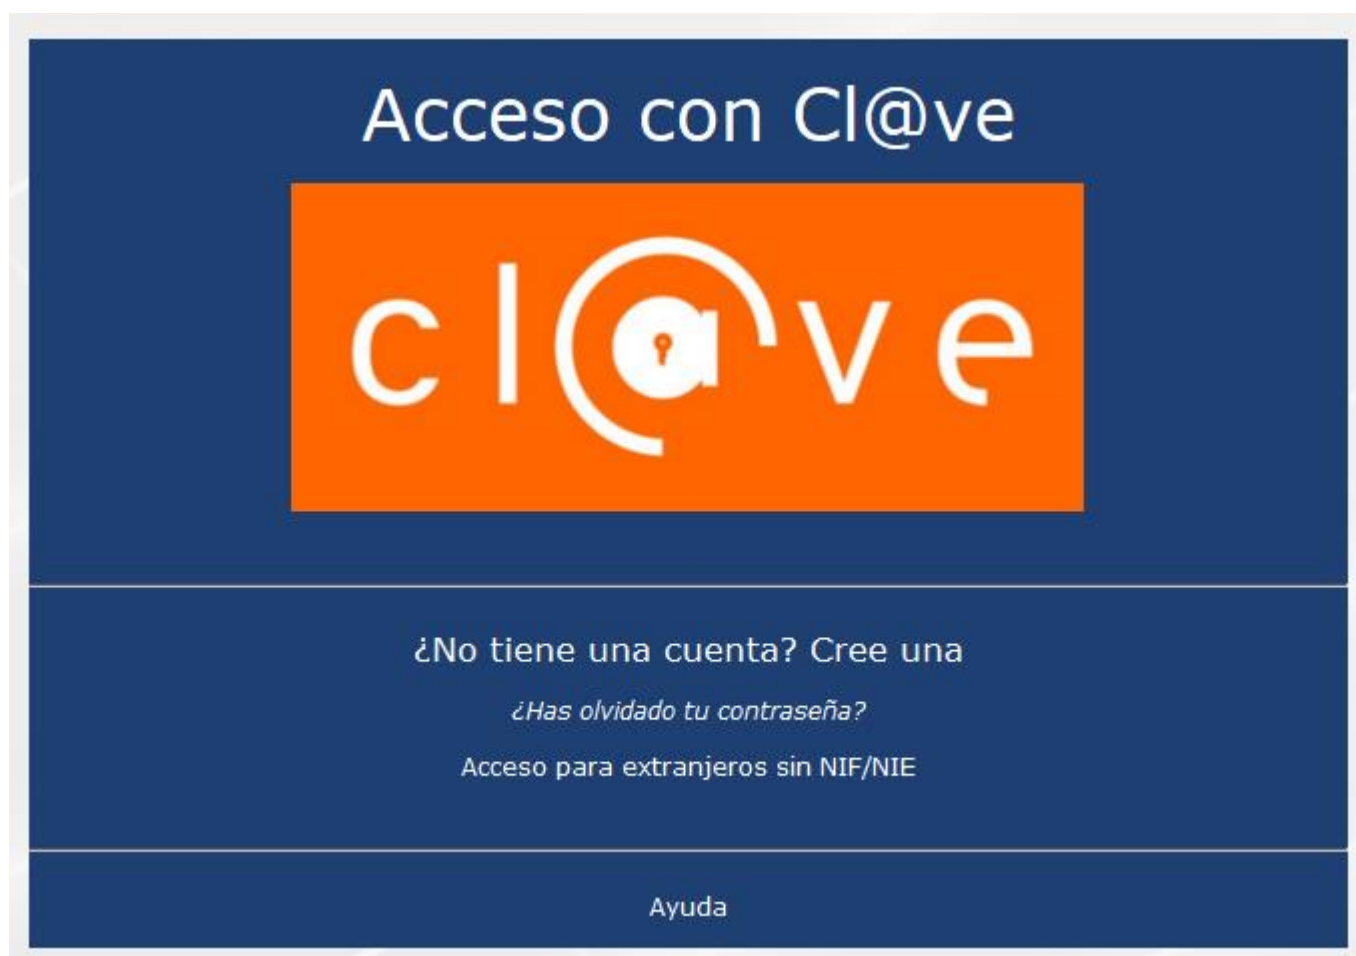 Acceso con Cl@ve
cl@ve
¿No tiene una cuenta? Cree una
¿Has olvidado tu contraseña?
Acceso para extranjeros sin NIF/NIE
Ayuda